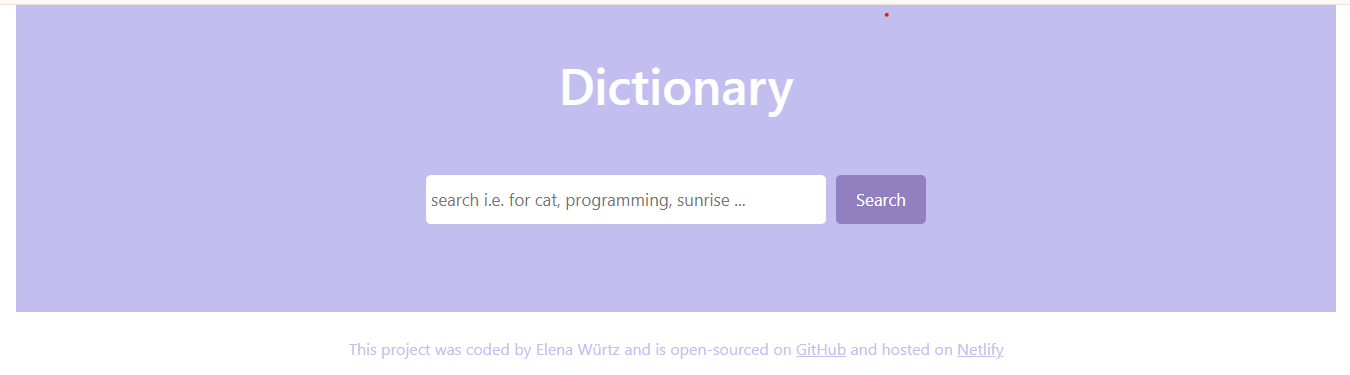 Dictionary
search i.e. for cat, programming, sunrise ...
Search
This project was coded by Elena Würtz and is open-sourced on GitHub and hosted on Netlify